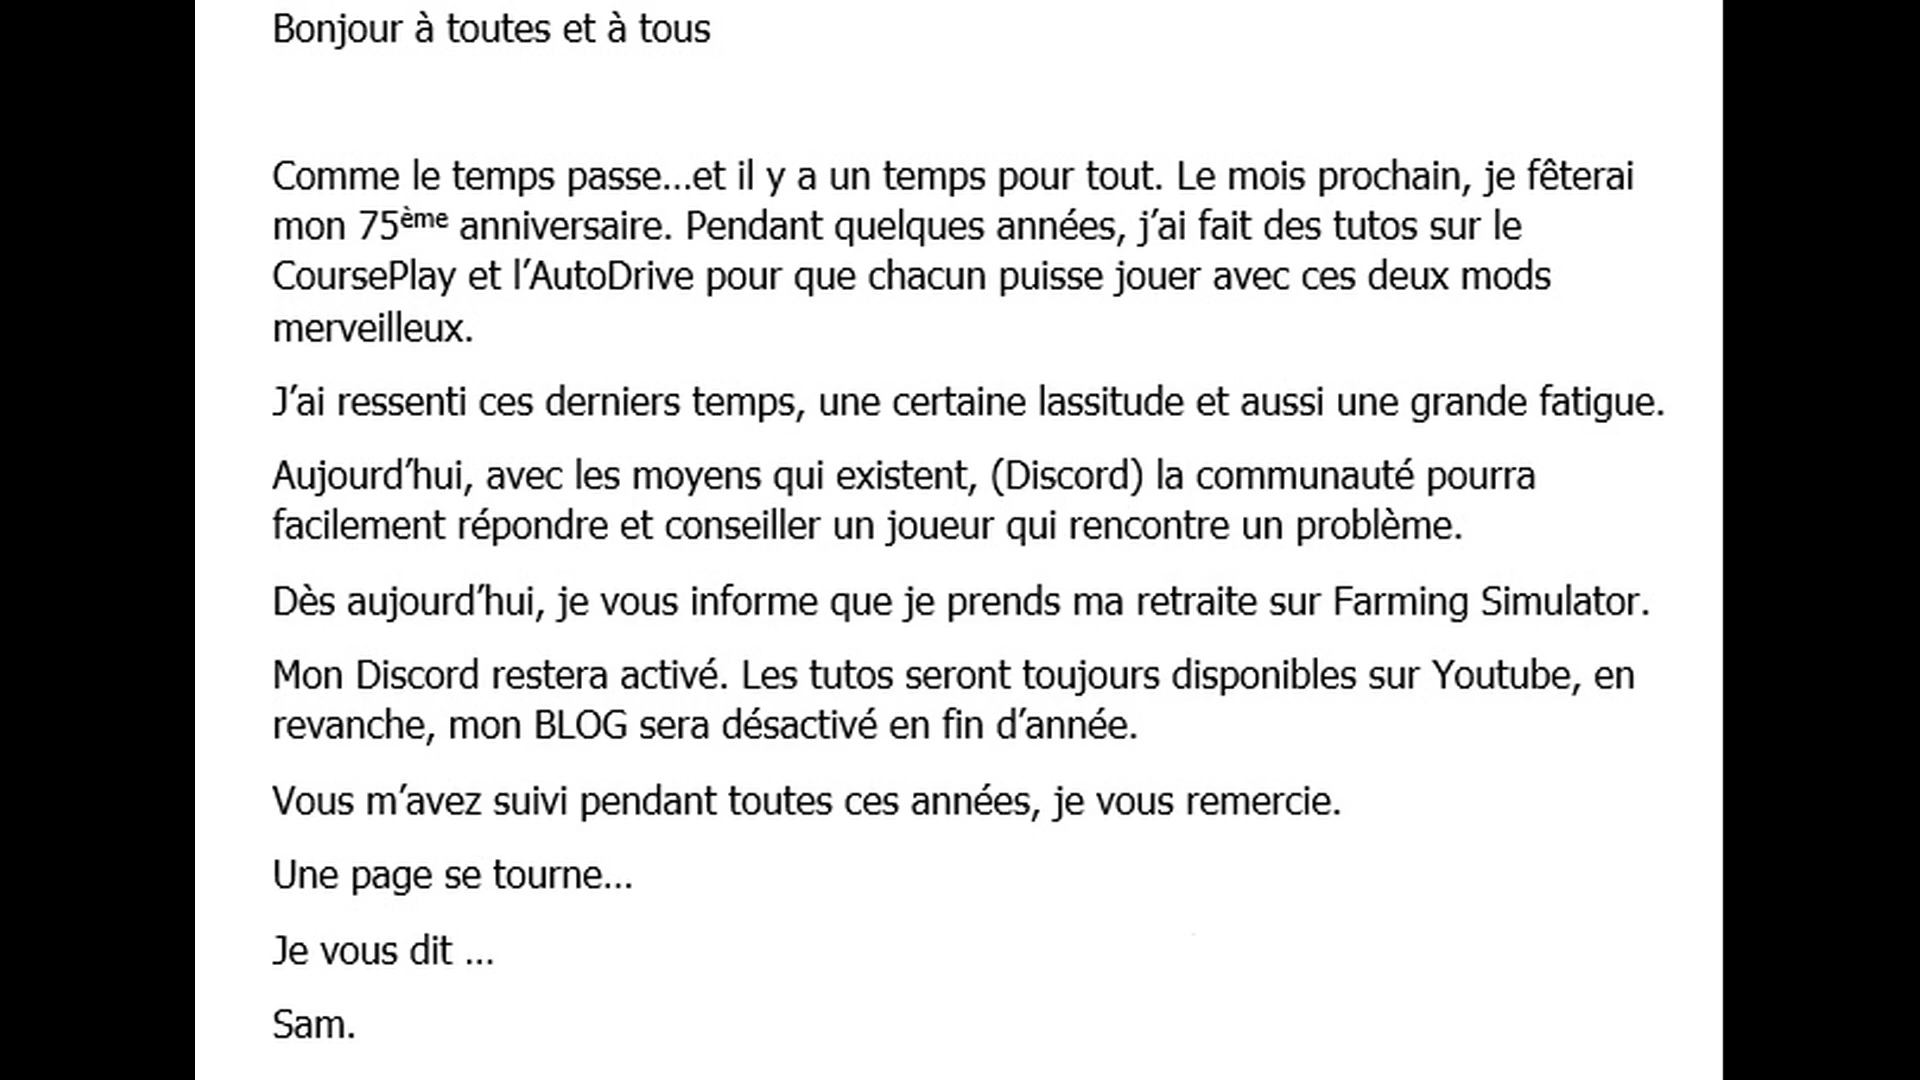 Bonjour à toutes et à tous
Comme le temps passe...et il y a un temps pour tout. Le mois prochain, je fêterai
mon 75ème anniversaire. Pendant quelques années, j’ai fait des tutos sur le
CoursePlay et l’AutoDrive pour que chacun puisse jouer avec ces deux mods
merveilleux.
J’ai ressenti ces derniers temps, une certaine lassitude et aussi une grande fatigue.
Aujourd’hui, avec les moyens qui existent, (Discord) la communauté pourra
facilement répondre et conseiller un joueur qui rencontre un problème.
Dès aujourd’hui, je vous informe que je prends ma retraite sur Farming Simulator.
Mon Discord restera activé. Les tutos seront toujours disponibles sur Youtube, en
revanche, mon BLOG sera désactivé en fin d’année.
Vous m’avez suivi pendant toutes ces années, je vous remercie.
Une page se tourne...
Je vous dit ...
Sam.